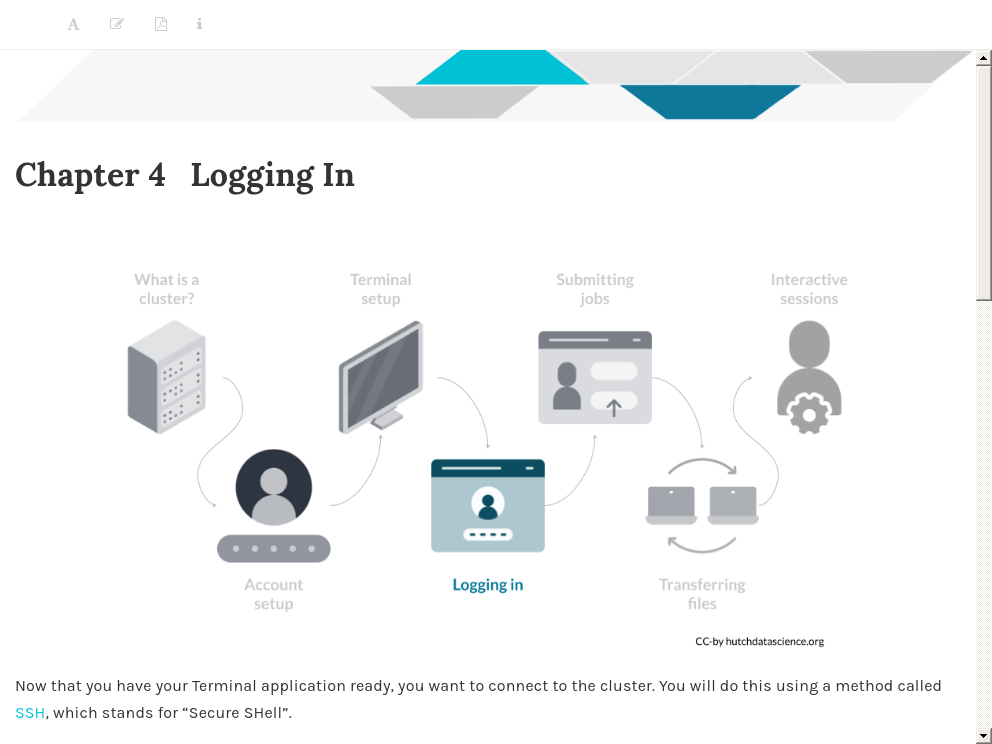 Chapter 4 Logging In
What is a
cluster?
Terminal
setup
Submitting
jobs
Interactive
sessions
Account
setup
Logging in
Transferring
files
CC-by hutchdatascience.org
Now that you have your Terminal application ready, you want to connect to the cluster. You will do this using a method called
SSH, which stands for “Secure SHell”.